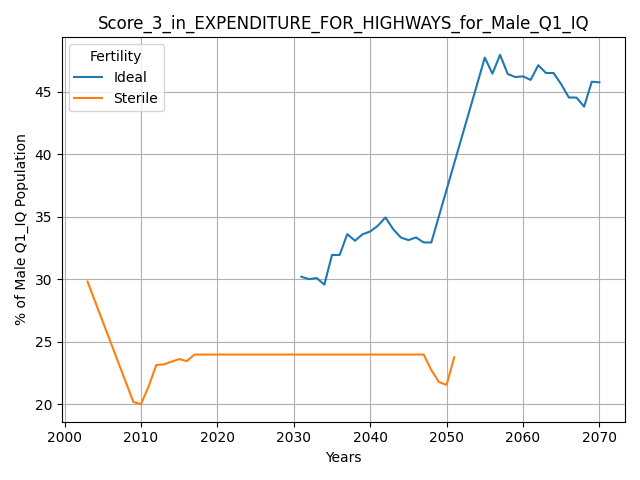 Score_3_in_EXPENDITURE_FOR_HIGHWAYS_for_Male_Q1_IQ
Fertility
Ideal
Sterile
% of Male Q1_IQ Population
45
40
35
30
25
20
2000 2010 2020 2030 2040 2050 2060 2070
Years